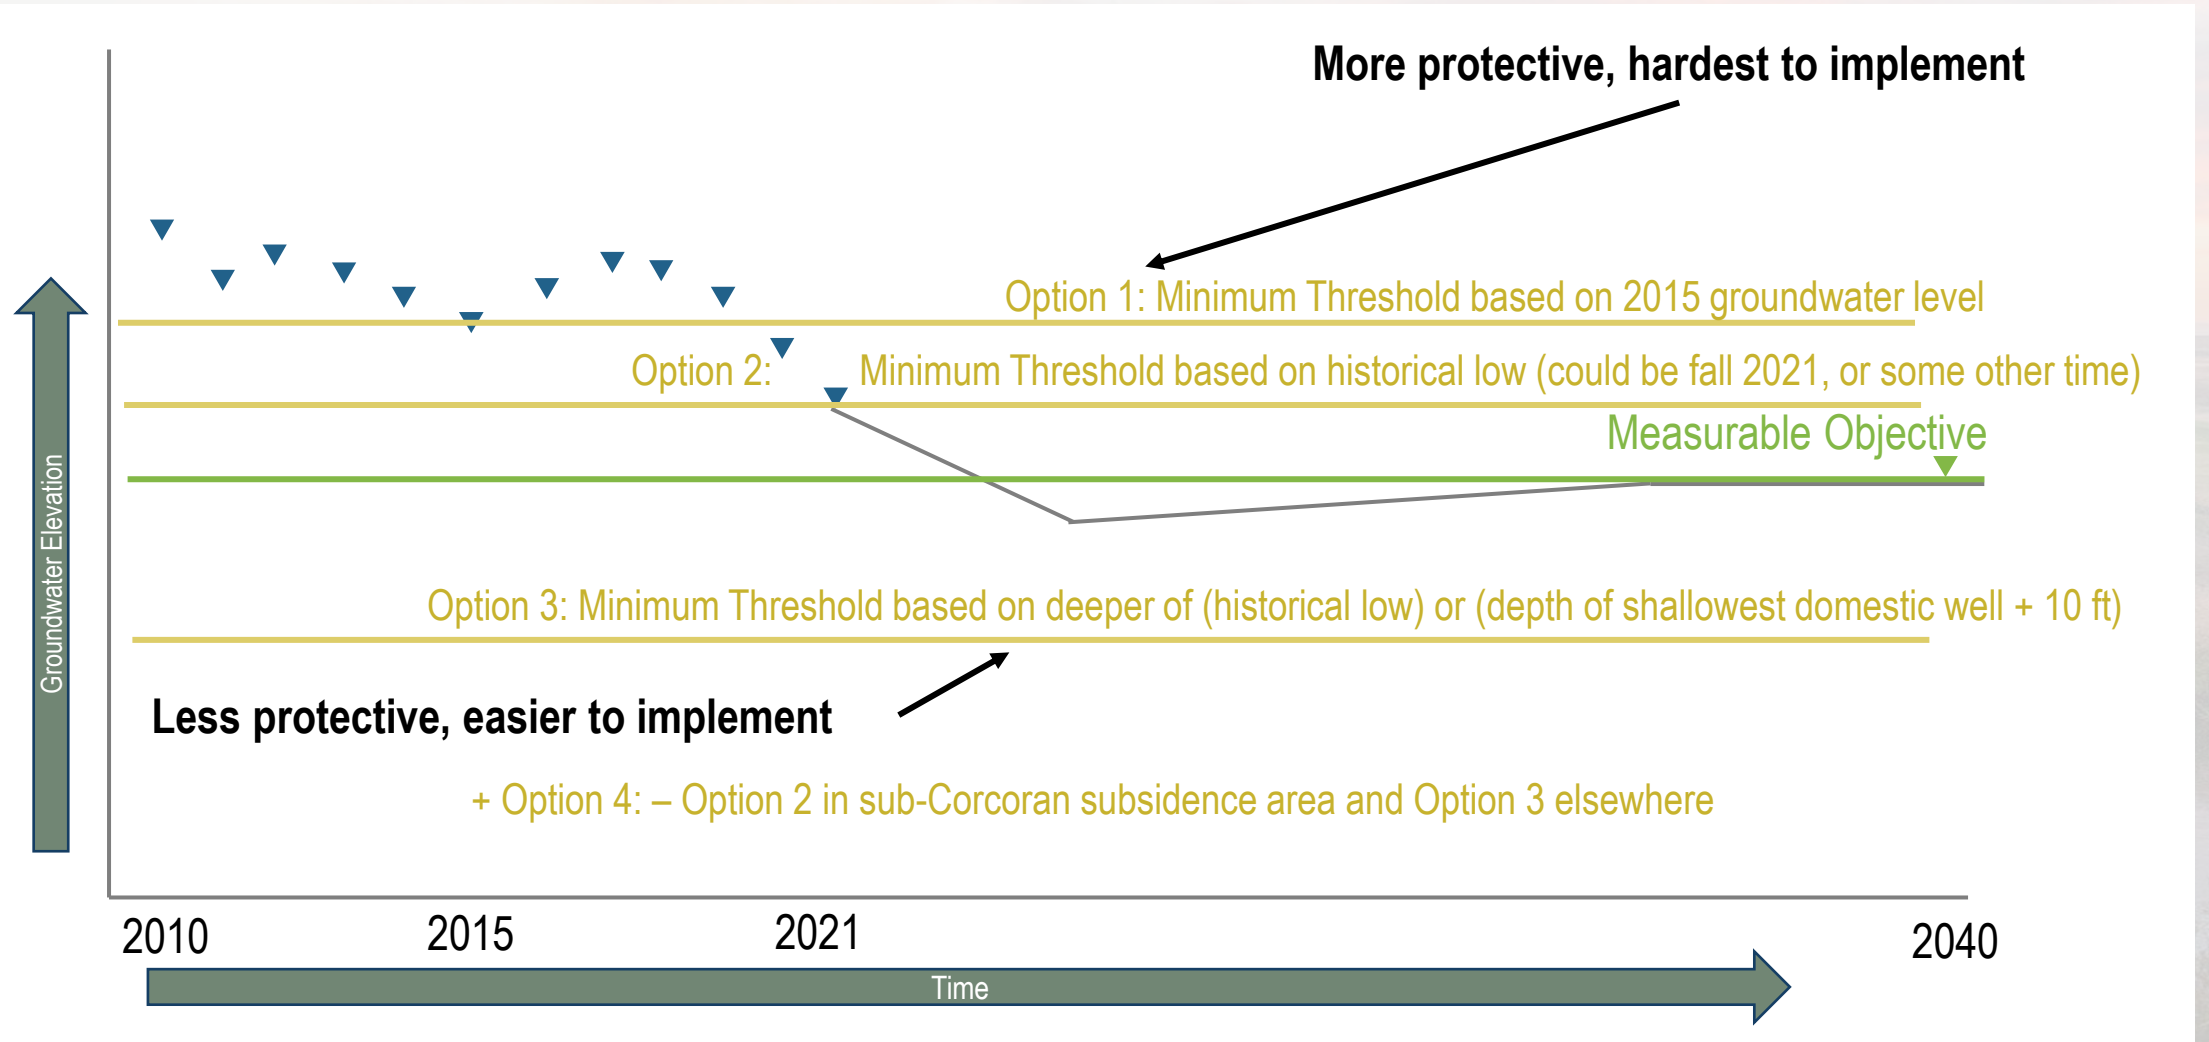 More protective, hardest to implement
Option 1: Minimum Threshold based on 2015 groundwater level
Option 2: Minimum Threshold based on historical low (could be fall 2021, or some other time)
Measurable Objective
Groundwater Elevation
Option 3: Minimum Threshold based on deeper of (historical low) or (depth of shallowest domestic well + 10 ft)
Less protective, easier to implement
+ Option 4: – Option 2 in sub-Corcoran subsidence area and Option 3 elsewhere
2010 2015 2021 2040
Time